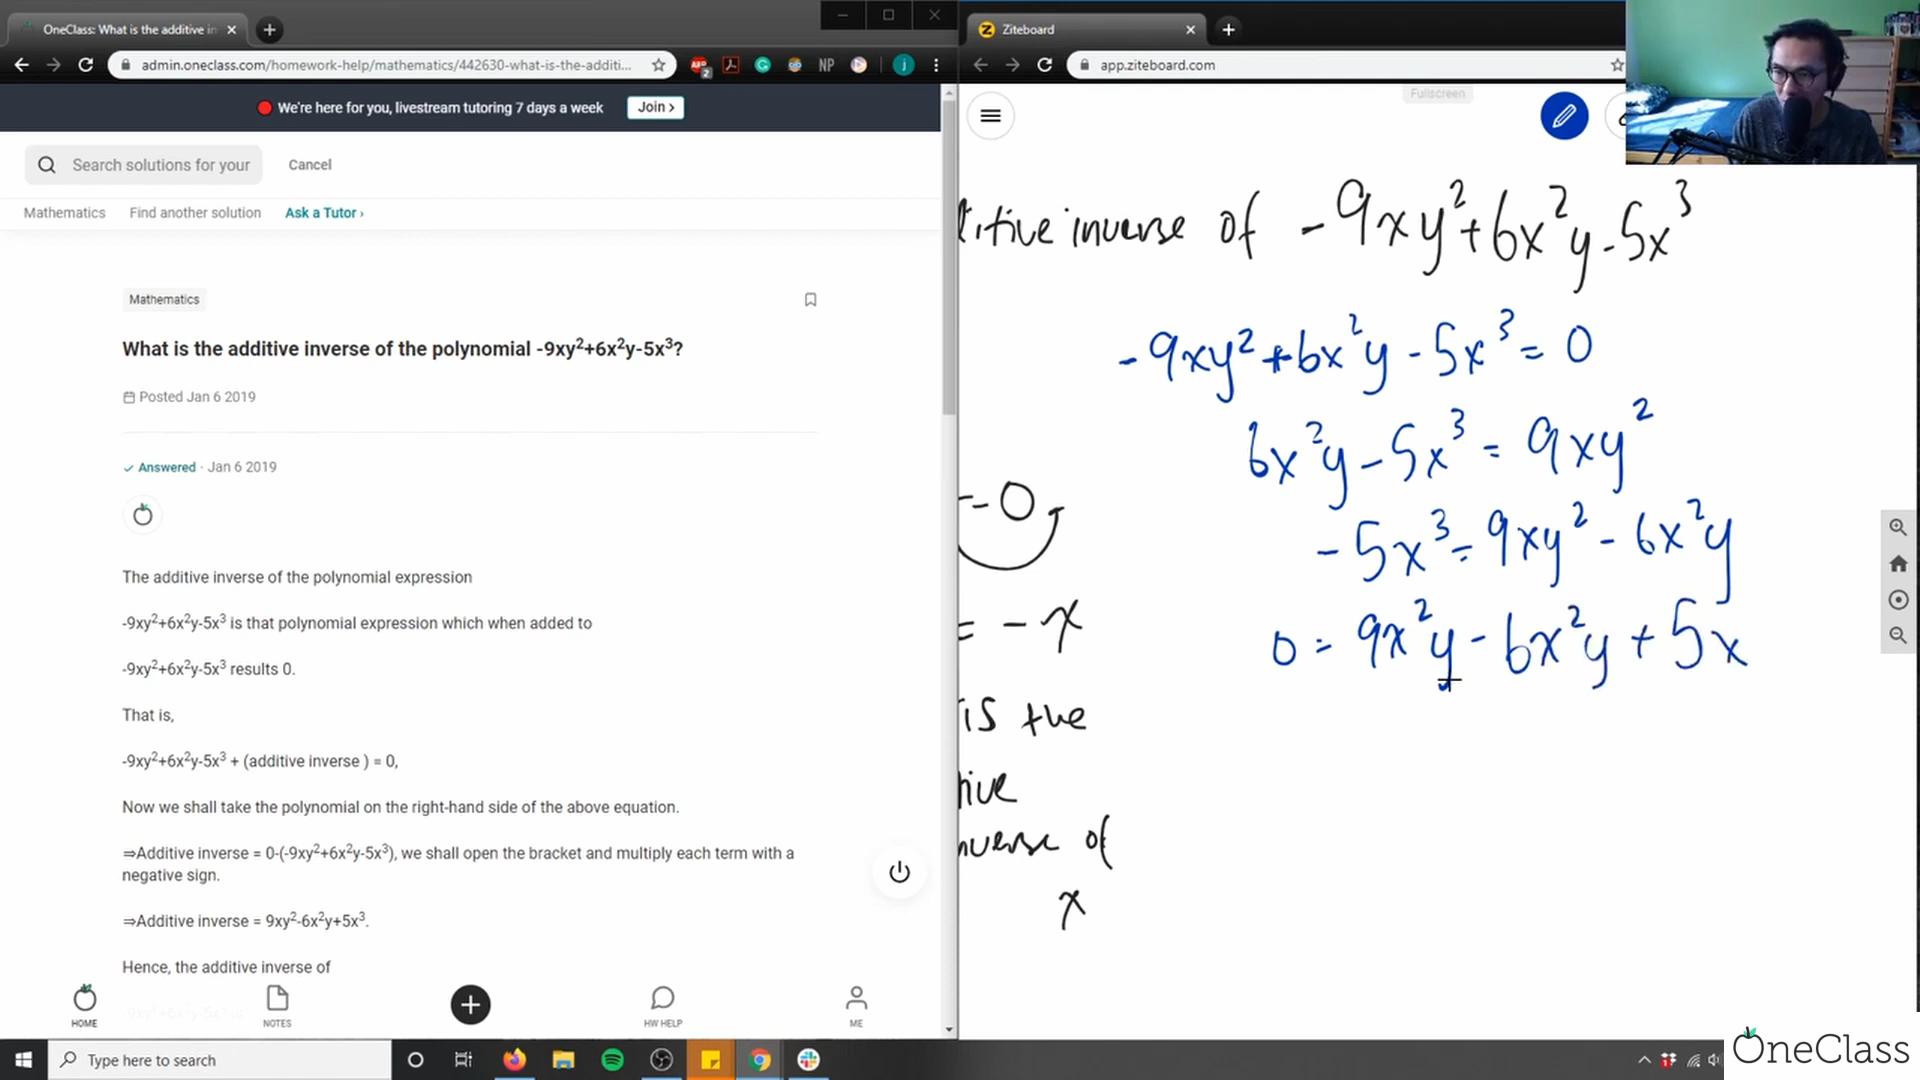 OneClass: What is the additive in
Ziteboard
admin.oneclass.com/homework-help/mathematics/442630-what-is-the-additi...
2
NP
j
app.ziteboard.com
Fullscreen
We're here for you, livestream tutoring 7 days a week
Join >
Search solutions for your
Cancel
Mathematics
Find another solution
Ask a Tutor ›
Mathematics
What is the additive inverse of the polynomial -9xy²+6x²y-5x³?
Posted Jan 6 2019
Answered · Jan 6 2019
The additive inverse of the polynomial expression
-9xy²+6x²y-5x³ is that polynomial expression which when added to
-9xy²+6x²y-5x³ results 0.
That is,
-9xy²+6x²y-5x³ + (additive inverse ) = 0,
Now we shall take the polynomial on the right-hand side of the above equation.
⇒Additive inverse = 0-(-9xy²+6x²y-5x³), we shall open the bracket and multiply each term with a
negative sign.
⇒Additive inverse = 9xy²-6x²y+5x³.
Hence, the additive inverse of
HOME
NOTES
HW HELP
ME
ditive inverse of -9xy²+6x²y-5x³
-9xy²+6x²y-5x³=0
6x²y-5x³=9xy²
-5x³=9xy²-6x²y
0=9x²y-6x²y+5x
=0
=-x
is the
tive
nverse of
x
Type here to search
OneClass